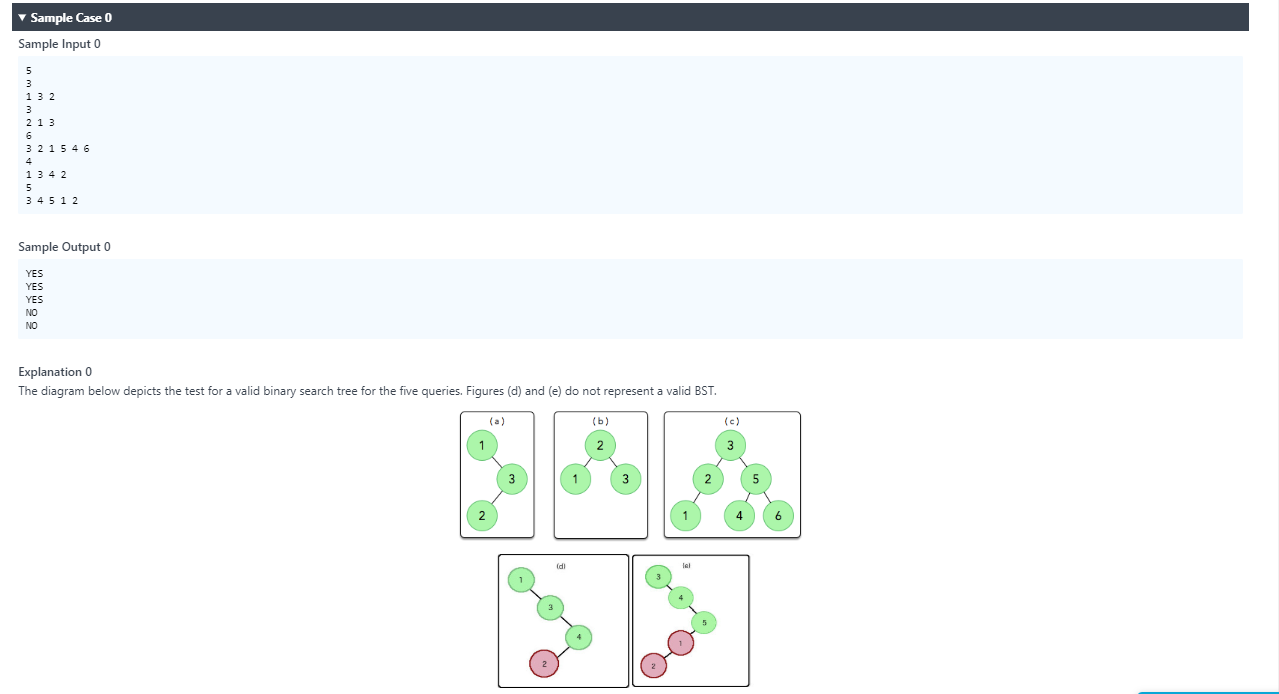 ▼ Sample Case 0
Sample Input 0
5
3
1 3 2
3
2 1 3
6
3 2 1 5 4 6
4
1 3 4 2
5
3 4 5 1 2
Sample Output 0
YES
YES
YES
NO
NO
Explanation 0
The diagram below depicts the test for a valid binary search tree for the five queries. Figures (d) and (e) do not represent a valid BST.
(a) (b) (c)
1 2 3
3 1 3 2 5
2 1 4 6
(d) (e)
1 3
3 4
4 5
2 1
2